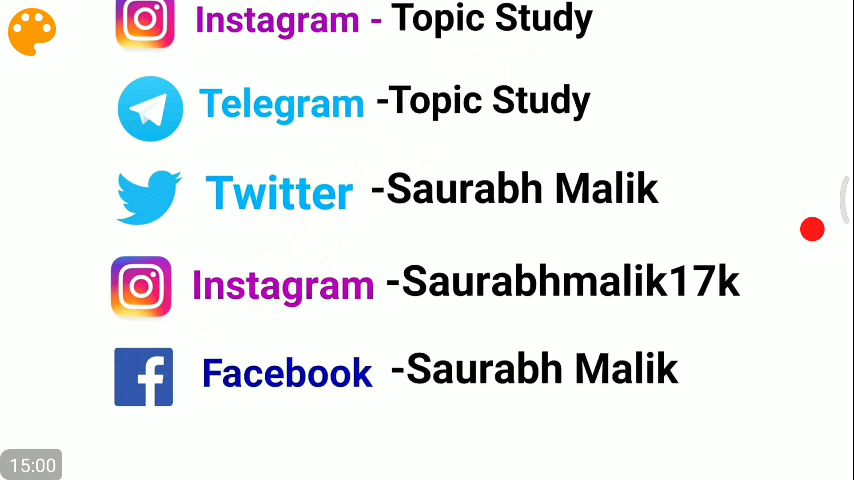 Instagram - Topic Study
Telegram -Topic Study
Twitter -Saurabh Malik
Instagram -Saurabhmalik17k
Facebook -Saurabh Malik
15:00